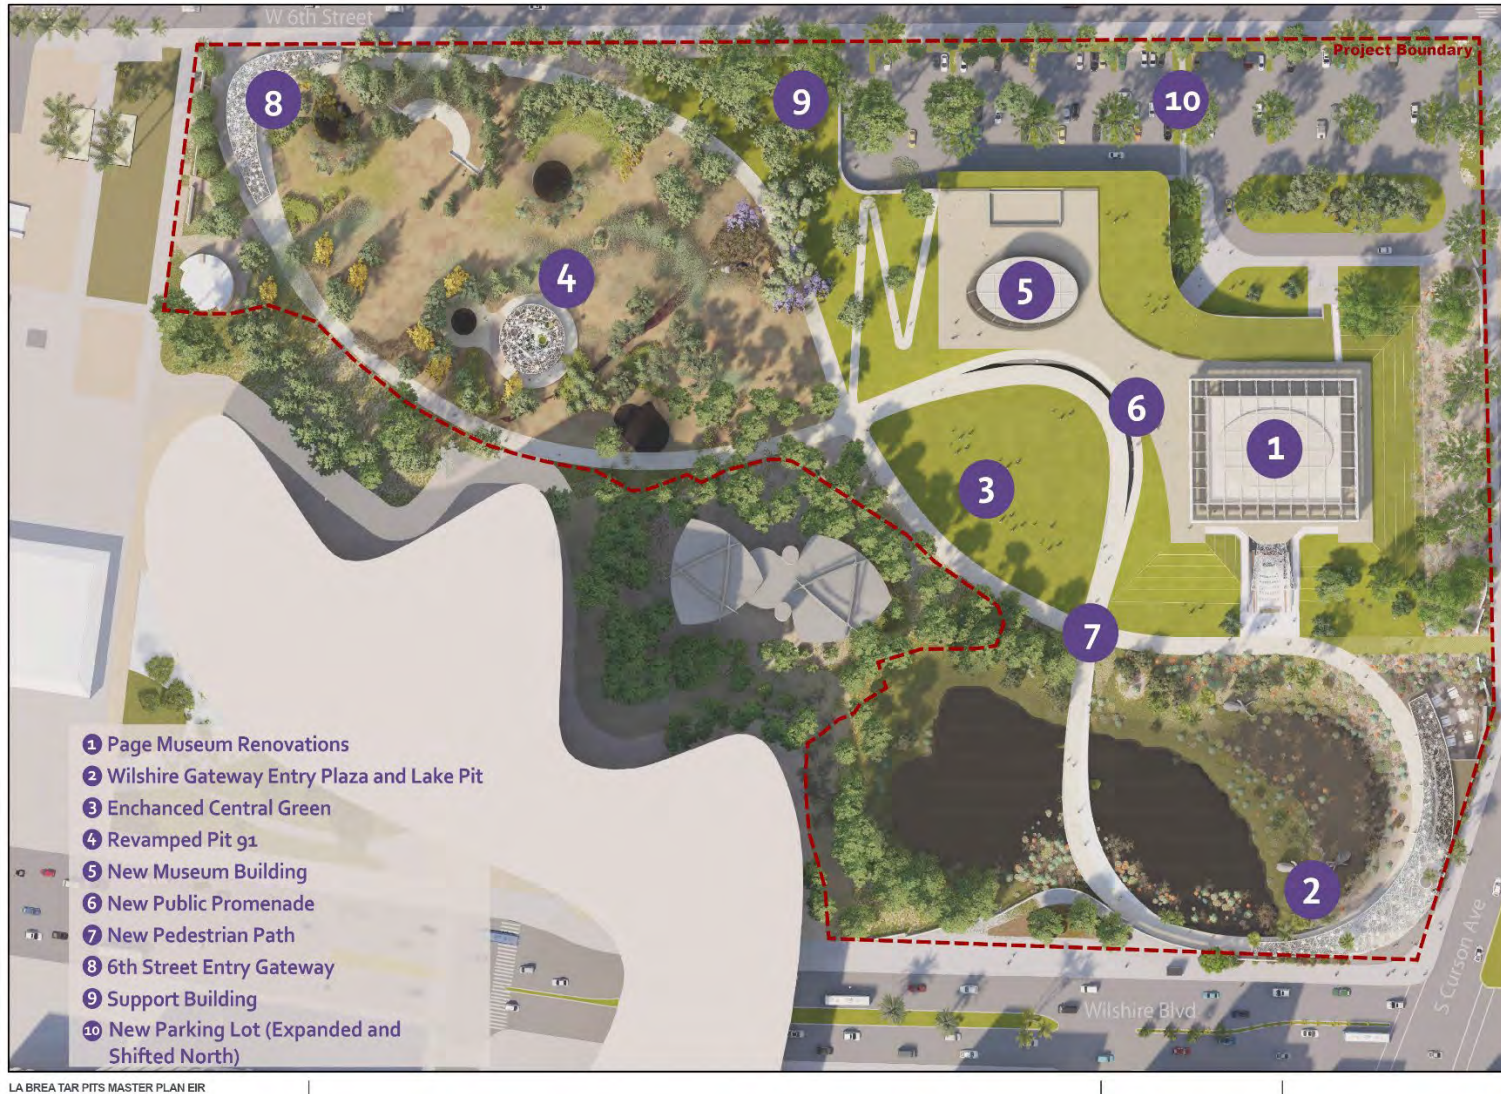 W 6th Street
Project Boundary
8
9
10
4
5
6
1
3
7
2
1 Page Museum Renovations
2 Wilshire Gateway Entry Plaza and Lake Pit
3 Enchanced Central Green
4 Revamped Pit 91
5 New Museum Building
6 New Public Promenade
7 New Pedestrian Path
8 6th Street Entry Gateway
9 Support Building
10 New Parking Lot (Expanded and
Shifted North)
Wilshire Blvd
S Curson Ave
LA BREA TAR PITS MASTER PLAN EIR